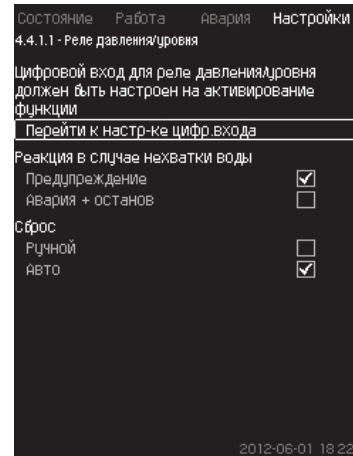 Состояние Работа Авария Настройки
4.4.1.1 - Реле давления/уровня
Цифровой вход для реле давления/уровня
должен быть настроен на активирование
функции
Перейти к настр-ке цифр.входа
Реакция в случае нехватки воды
Предупреждение
Авария + останов
Сброс
Ручной
Авто
2012-06-01 18:22